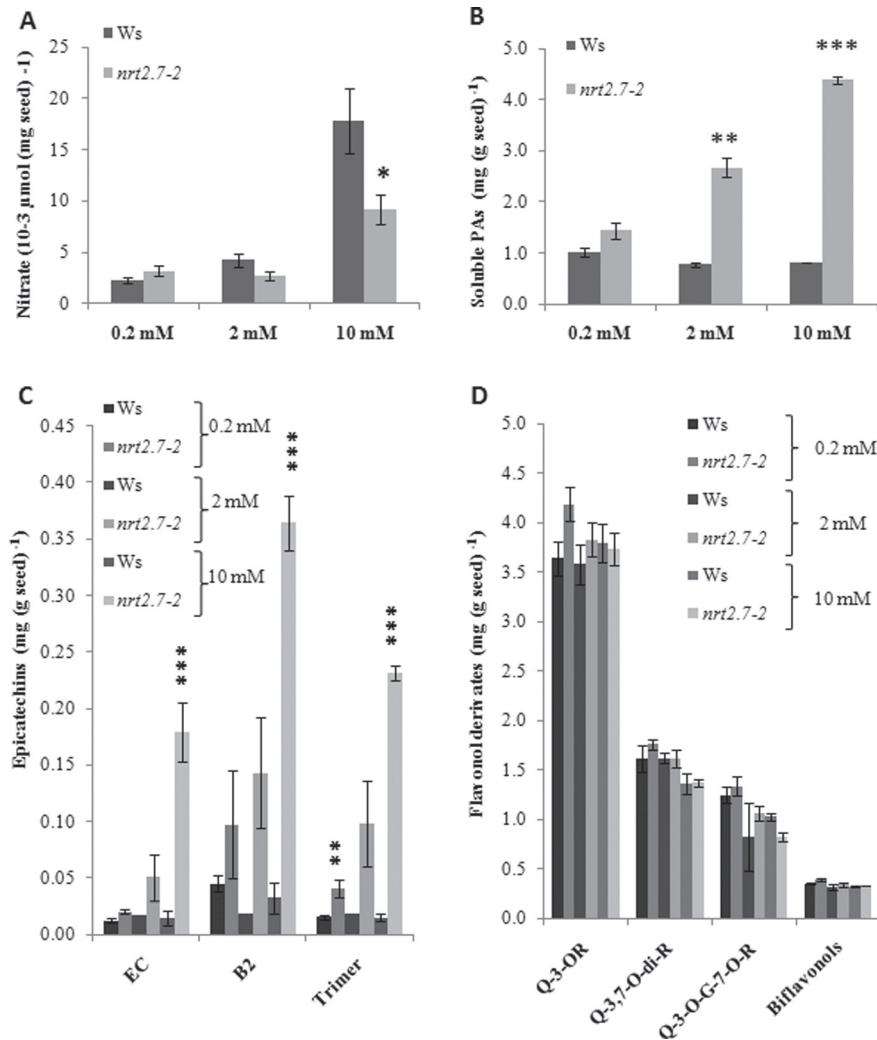 A
Ws
nrt2.7-2
Nitrate (10-3 µmol (mg seed) -1)
25
20
15
10
5
0
*
0.2 mM 2 mM 10 mM
B
Ws
nrt2.7-2
Soluble PAs (mg (g seed) -1)
5.0
4.0
3.0
2.0
1.0
0.0
**
***
0.2 mM 2 mM 10 mM
C
Ws
nrt2.7-2
0.2 mM
Ws
nrt2.7-2
2 mM
Ws
nrt2.7-2
10 mM
Epicatechins (mg (g seed) -1)
0.45
0.40
0.35
0.30
0.25
0.20
0.15
0.10
0.05
0.00
***
***
**
***
EC B2 Trimer
D
Ws
nrt2.7-2
0.2 mM
Ws
nrt2.7-2
2 mM
Ws
nrt2.7-2
10 mM
Flavonol derivates (mg (g seed) -1)
5.0
4.5
4.0
3.5
3.0
2.5
2.0
1.5
1.0
0.5
0.0
Q-3-OR Q-3,7-O-di-R Q-3-O-G-7-O-R Biflavonols